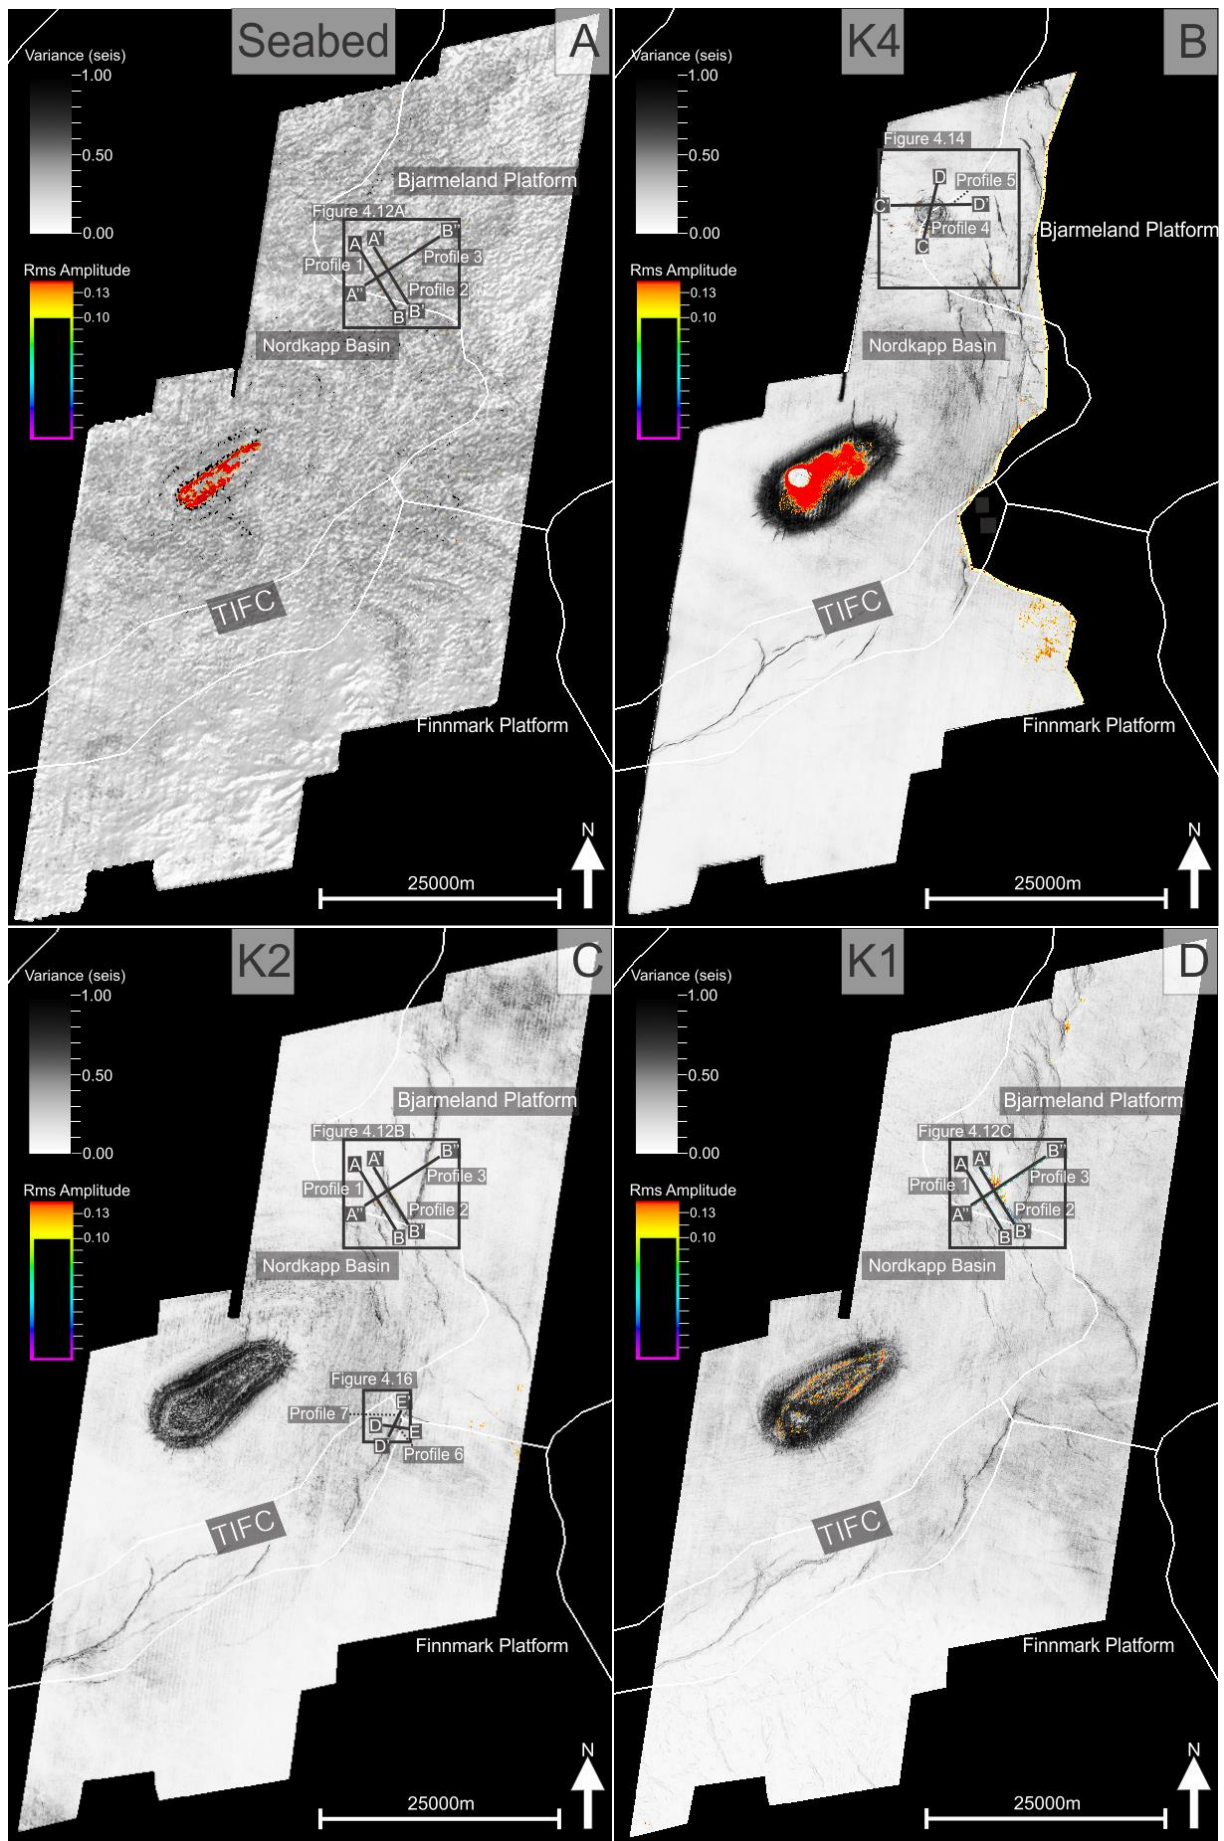 Seabed
A
Variance (seis)
1.00
0.50
0.00
Rms Amplitude
0.13
0.10
Bjarmeland Platform
Figure 4.12A
A
A'
B''
Profile 1
Profile 3
A''
Profile 2
B
B'
Nordkapp Basin
TIFC
Finnmark Platform
N
25000m
K4
B
Variance (seis)
1.00
0.50
0.00
Rms Amplitude
0.13
0.10
Figure 4.14
D
Profile 5
C'
D'
Profile 4
C
Bjarmeland Platform
Nordkapp Basin
TIFC
Finnmark Platform
N
25000m
K2
C
Variance (seis)
1.00
0.50
0.00
Rms Amplitude
0.13
0.10
Bjarmeland Platform
Figure 4.12B
A
A'
B''
Profile 1
Profile 3
A''
Profile 2
B
B'
Nordkapp Basin
Figure 4.16
E'
Profile 7
D
E
D'
Profile 6
TIFC
Finnmark Platform
N
25000m
K1
D
Variance (seis)
1.00
0.50
0.00
Rms Amplitude
0.13
0.10
Bjarmeland Platform
Figure 4.12C
A
A'
B''
Profile 1
Profile 3
A''
Profile 2
B
B'
Nordkapp Basin
TIFC
Finnmark Platform
N
25000m